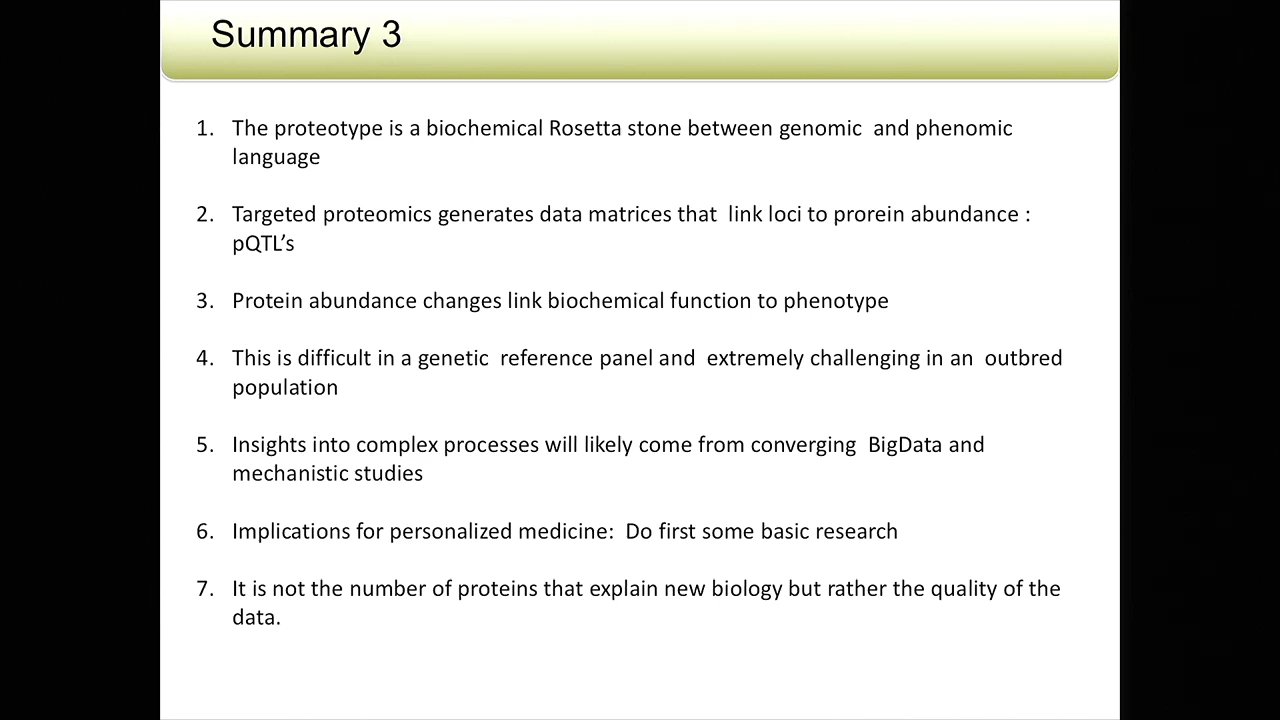 Summary 3
1. The proteotype is a biochemical Rosetta stone between genomic and phenomic
language
2. Targeted proteomics generates data matrices that link loci to prorein abundance :
pQTL’s
3. Protein abundance changes link biochemical function to phenotype
4. This is difficult in a genetic reference panel and extremely challenging in an outbred
population
5. Insights into complex processes will likely come from converging BigData and
mechanistic studies
6. Implications for personalized medicine: Do first some basic research
7. It is not the number of proteins that explain new biology but rather the quality of the
data.